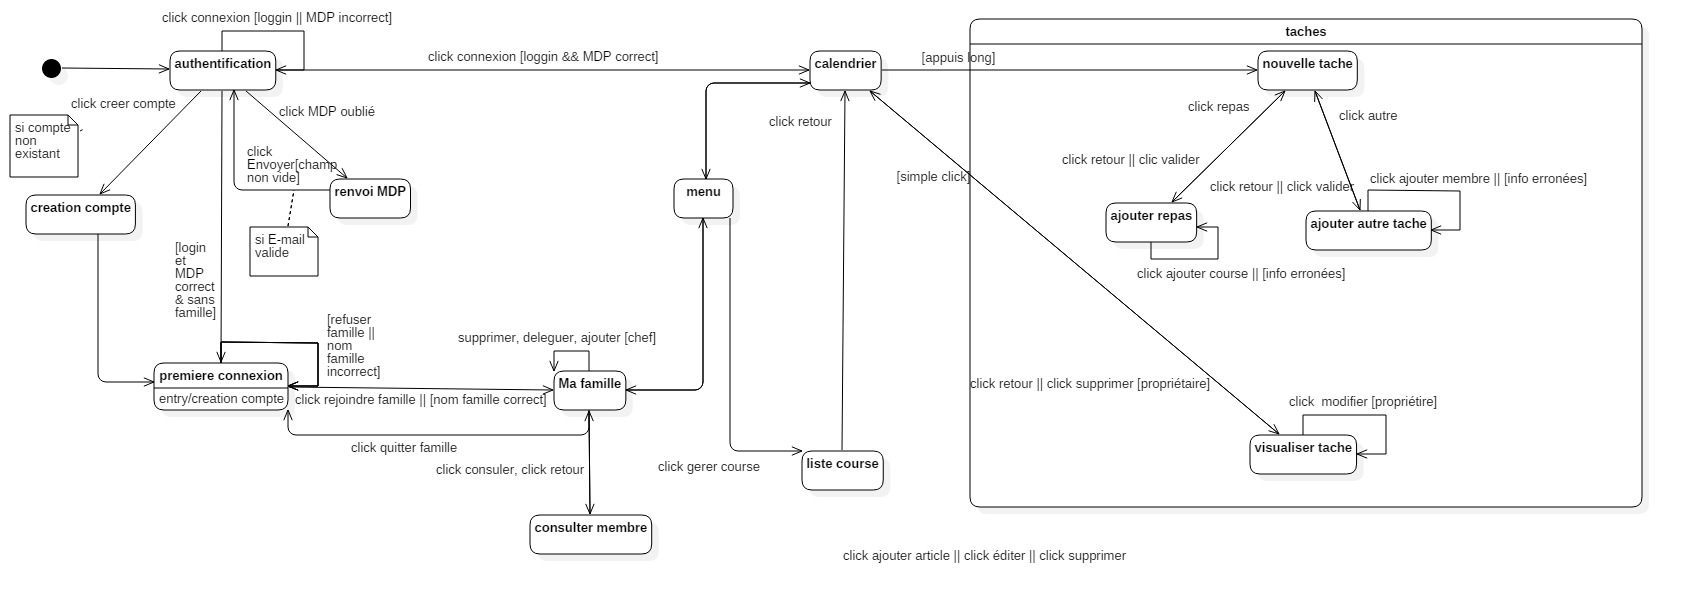 click connexion [loggin || MDP incorrect]
taches
authentification
click connexion [loggin && MDP correct]
calendrier
[appuis long]
nouvelle tache
click creer compte
click MDP oublié
click repas
click autre
click retour
si compte
non
existant
click
Envoyer[champ
non vide]
click retour || clic valider
[simple click]
click retour || click valider
click ajouter membre || [info erronées]
renvoi MDP
menu
creation compte
ajouter repas
ajouter autre tache
si E-mail
valide
[login
et
MDP
correct
& sans
famille]
click ajouter course || [info erronées]
[refuser
famille ||
nom
famille
incorrect]
supprimer, deleguer, ajouter [chef]
premiere connexion
entry/creation compte
click rejoindre famille || [nom famille correct]
Ma famille
click retour || click supprimer [propriétaire]
click  modifier [propriétire]
click quitter famille
visualiser tache
click consuler, click retour
click gerer course
liste course
consulter membre
click ajouter article || click éditer || click supprimer